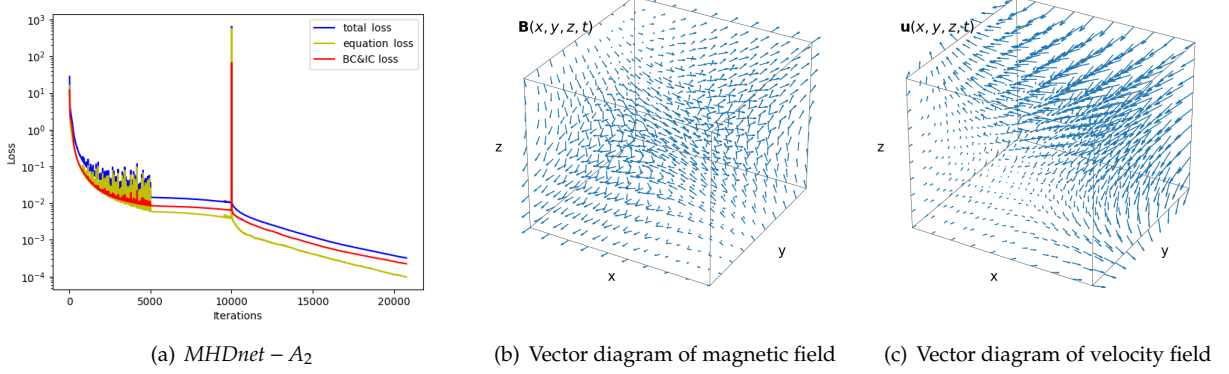 10³
10²
10¹
10⁰
10⁻¹
10⁻²
10⁻³
10⁻⁴
Loss
total loss
equation loss
BC&IC loss
0 5000 10000 15000 20000
Iterations
(a) MHDnet − A₂
B(x, y, z, t)
z
x
y
(b) Vector diagram of magnetic field
u(x, y, z, t)
z
x
y
(c) Vector diagram of velocity field